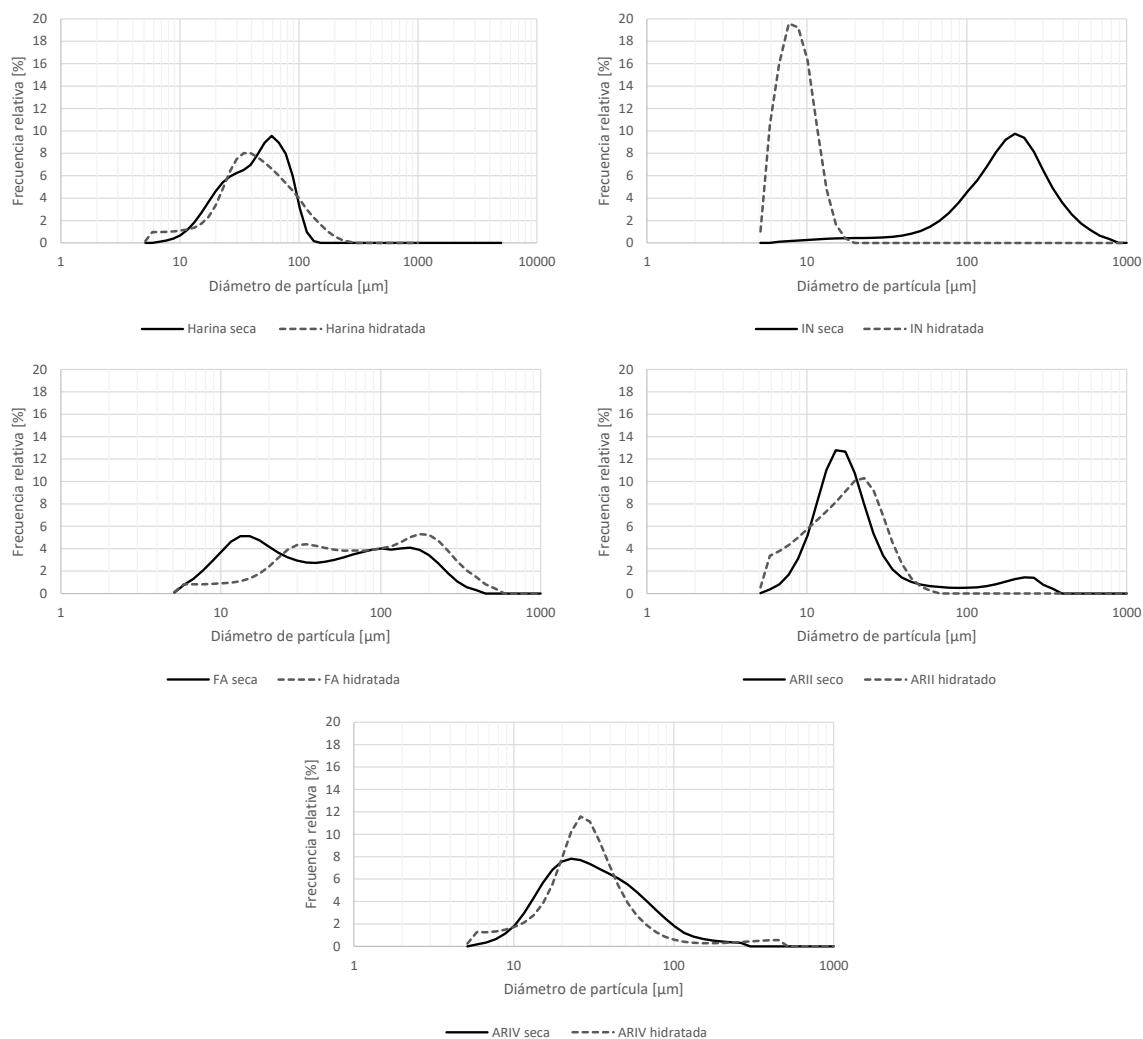 Frecuencia relativa [%]
20
18
16
14
12
10
8
6
4
2
0
1 10 100 1000 10000
Diámetro de partícula [µm]
Harina seca Harina hidratada
Frecuencia relativa [%]
20
18
16
14
12
10
8
6
4
2
0
1 10 100 1000
Diámetro de partícula [µm]
IN seca IN hidratada
Frecuencia relativa [%]
20
18
16
14
12
10
8
6
4
2
0
1 10 100 1000
Diámetro de partícula [µm]
FA seca FA hidratada
Frecuencia relativa [%]
20
18
16
14
12
10
8
6
4
2
0
1 10 100 1000
Diámetro de partícula [µm]
ARII seco ARII hidratado
Frecuencia relativa [%]
20
18
16
14
12
10
8
6
4
2
0
1 10 100 1000
Diámetro de partícula [µm]
ARIV seca ARIV hidratada